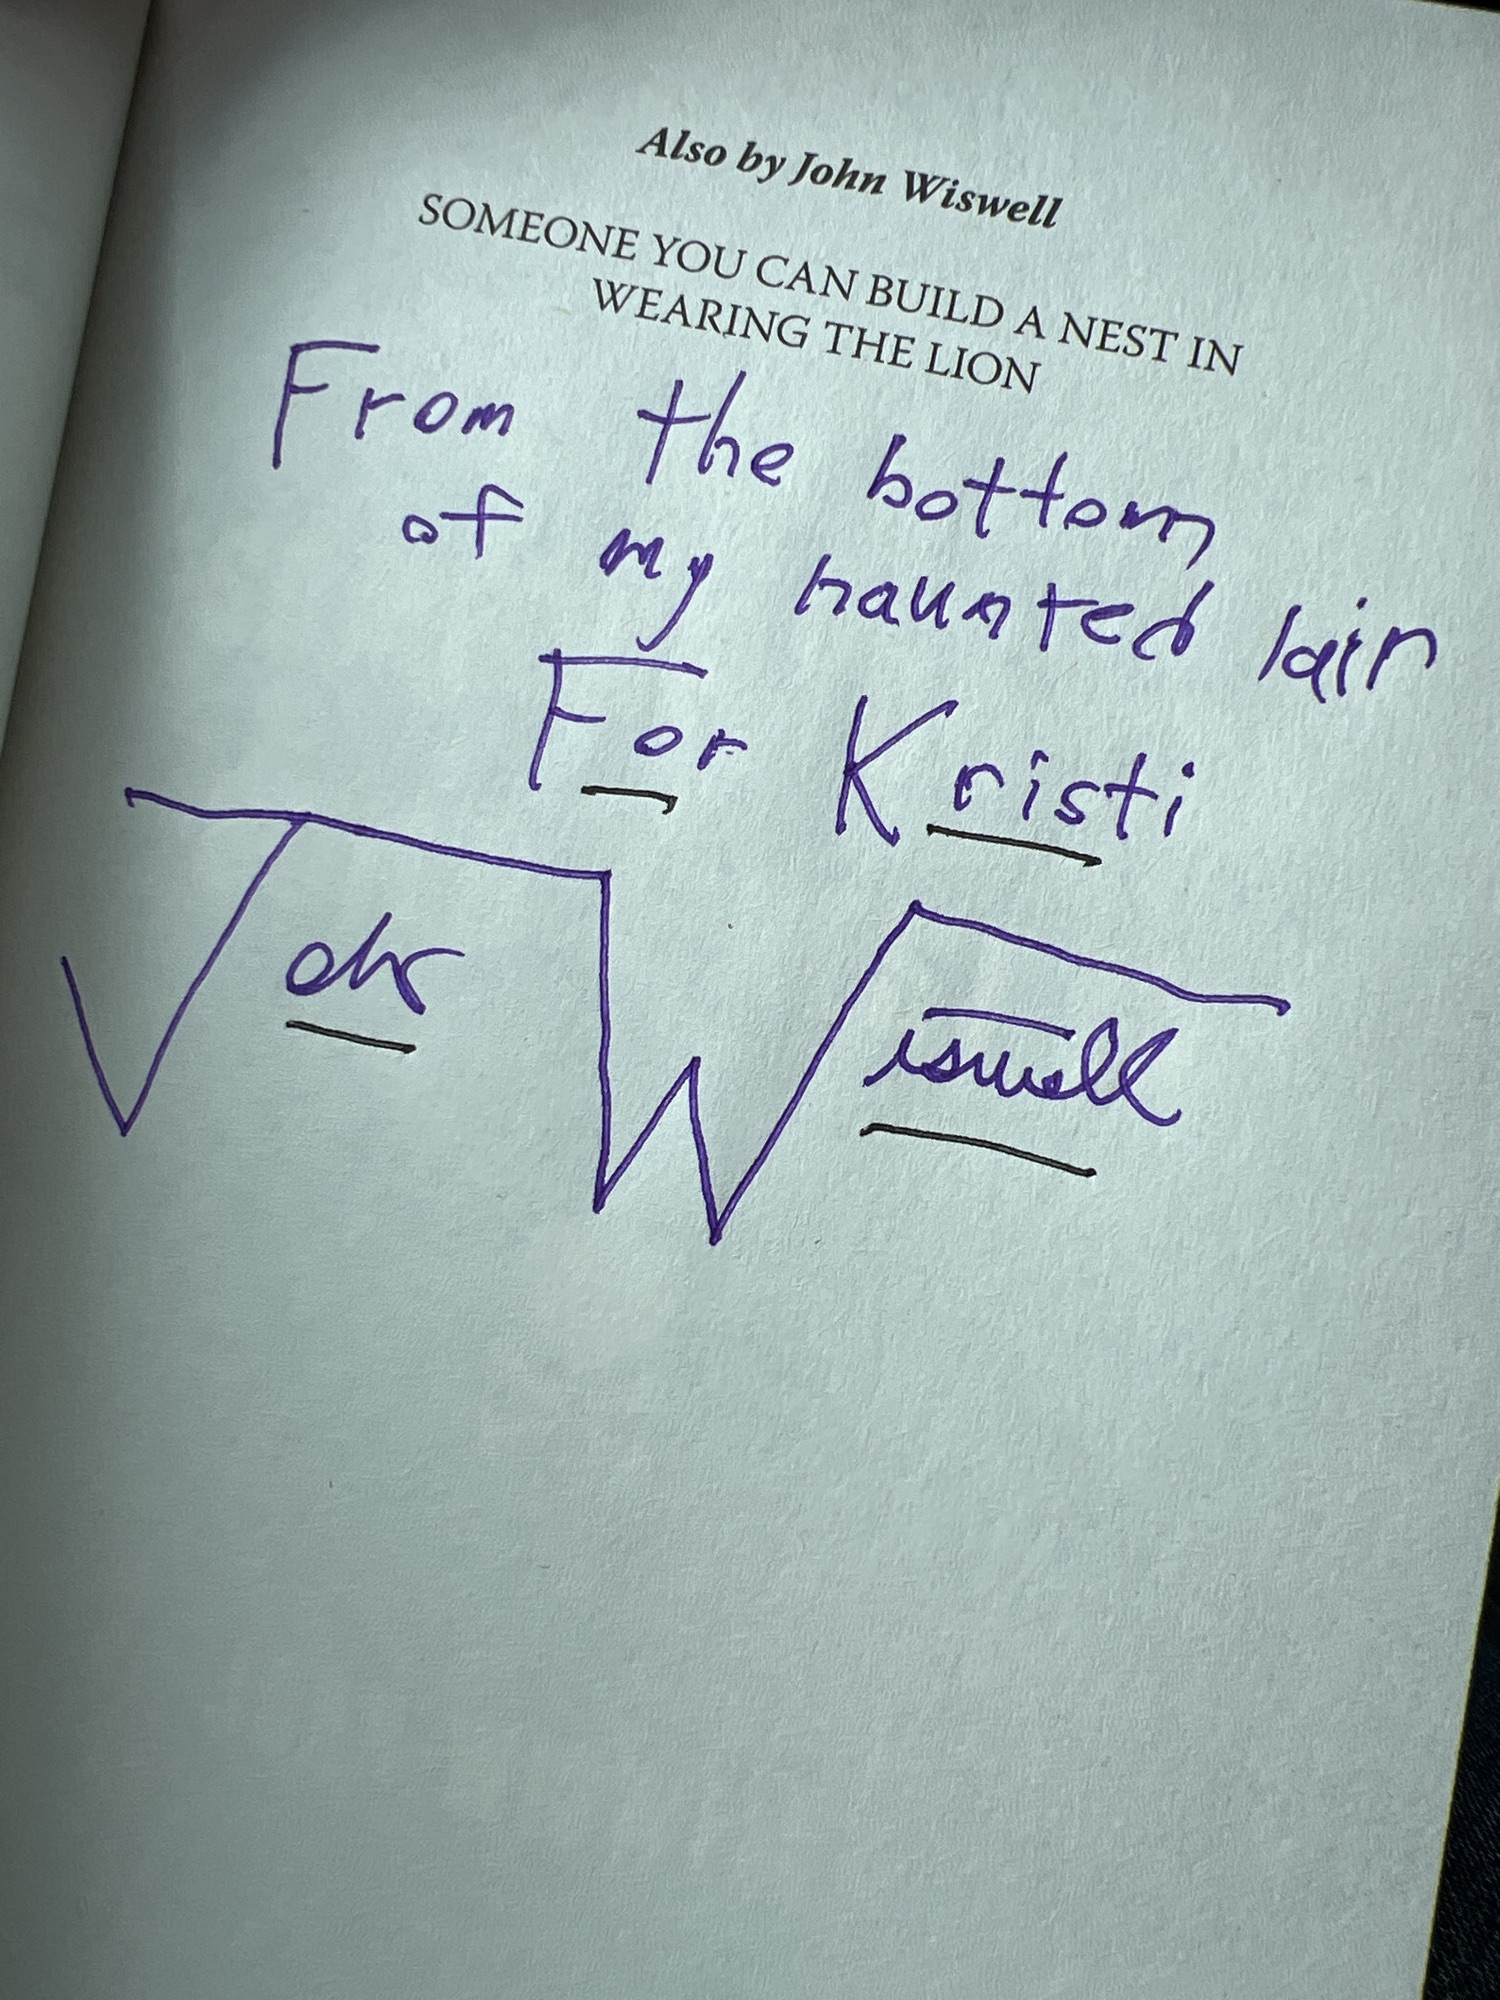 Also by John Wiswell
SOMEONE YOU CAN BUILD A NEST IN
WEARING THE LION
From the bottom
of my haunted lair
For Kristi
John Wiswell